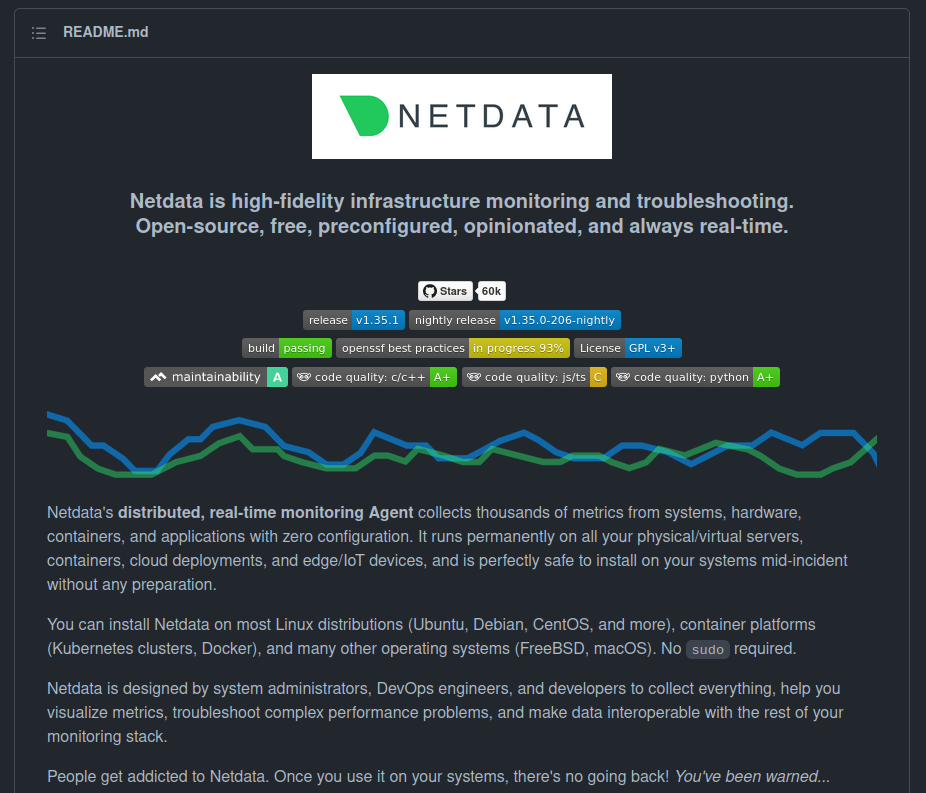 README.md
NETDATA
Netdata is high-fidelity infrastructure monitoring and troubleshooting.
Open-source, free, preconfigured, opinionated, and always real-time.
Stars 60k
release v1.35.1 nightly release v1.35.0-206-nightly
build passing openssf best practices in progress 93% License GPL v3+
maintainability A code quality: c/c++ A+ code quality: js/ts C code quality: python A+
Netdata's distributed, real-time monitoring Agent collects thousands of metrics from systems, hardware,
containers, and applications with zero configuration. It runs permanently on all your physical/virtual servers,
containers, cloud deployments, and edge/IoT devices, and is perfectly safe to install on your systems mid-incident
without any preparation.
You can install Netdata on most Linux distributions (Ubuntu, Debian, CentOS, and more), container platforms
(Kubernetes clusters, Docker), and many other operating systems (FreeBSD, macOS). No sudo required.
Netdata is designed by system administrators, DevOps engineers, and developers to collect everything, help you
visualize metrics, troubleshoot complex performance problems, and make data interoperable with the rest of your
monitoring stack.
People get addicted to Netdata. Once you use it on your systems, there's no going back! You've been warned...